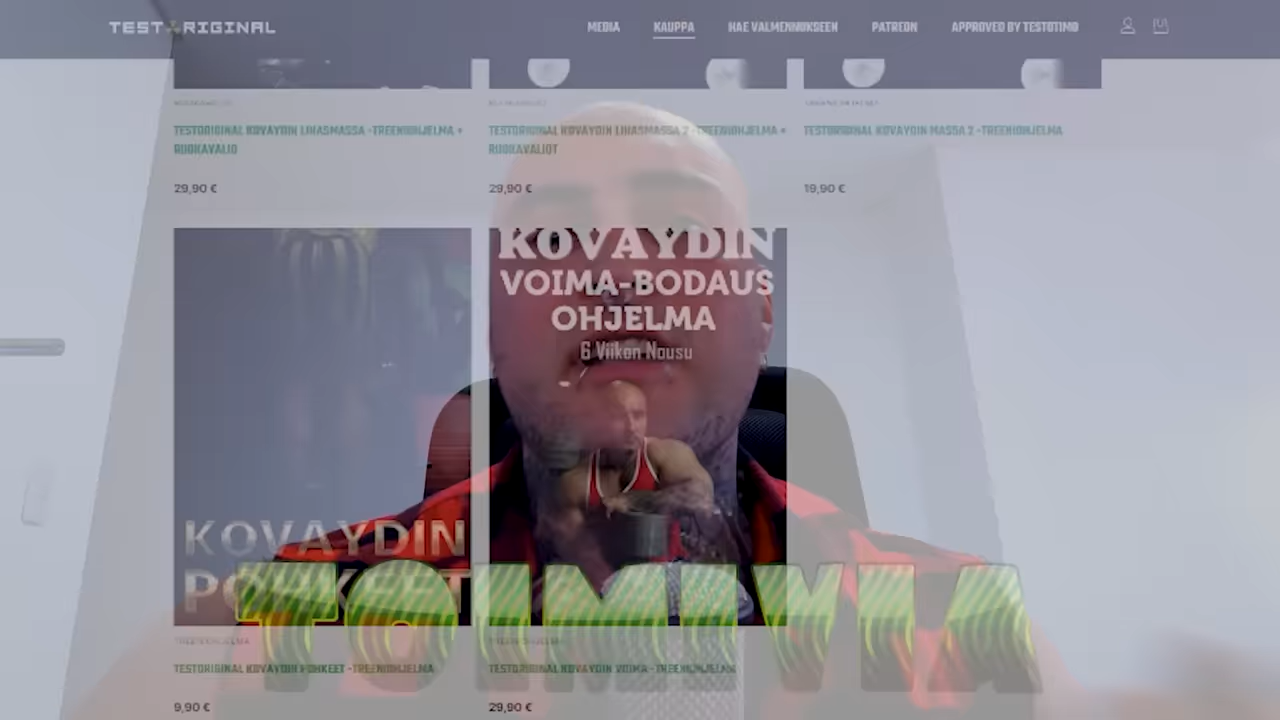 TESTORIGINAL
MEDIA
KAUPPA
HAE VALMENNUKSEEN
PATREON
APPROVED BY TESTOTIMO
TESTORIGINAL KOVAYDIN LIHASMASSA -TREENIOHJELMA +
RUOKAVALIO
29,90 €
TESTORIGINAL KOVAYDIN LIHASMASSA 2 -TREENIOHJELMA +
RUOKAVALIOT
29,90 €
TESTORIGINAL KOVAYDIN MASSA 2 -TREENIOHJELMA
19,90 €
KOVAYDIN
POHKEET
KOVAYDIN
VOIMA-BODAUS
OHJELMA
6 Viikon Nousu
TOIMIVIA
TESTORIGINAL KOVAYDIN POHKEET -TREENIOHJELMA
9,90 €
TESTORIGINAL KOVAYDIN VOIMA -TREENIOHJELMA
29,90 €